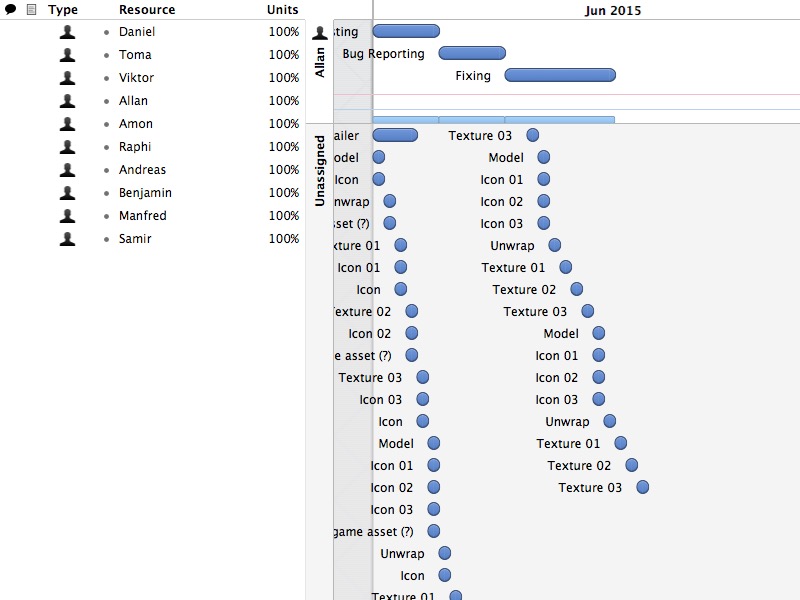 Type Resource Units
Daniel 100%
Toma 100%
Viktor 100%
Allan 100%
Amon 100%
Raphi 100%
Andreas 100%
Benjamin 100%
Manfred 100%
Samir 100%
Jun 2015
Allan
sting
Bug Reporting
Fixing
Unassigned
ailer Texture 03
odel Model
Icon Icon 01
nwrap Icon 02
sset (?) Icon 03
xture 01 Unwrap
Icon 01 Texture 01
Icon Texture 02
Texture 02 Texture 03
Icon 02 Model
e asset (?) Icon 01
Texture 03 Icon 02
Icon 03 Icon 03
Icon Unwrap
Model Texture 01
Icon 01 Texture 02
Icon 02 Texture 03
Icon 03
game asset (?)
Unwrap
Icon
Texture 01